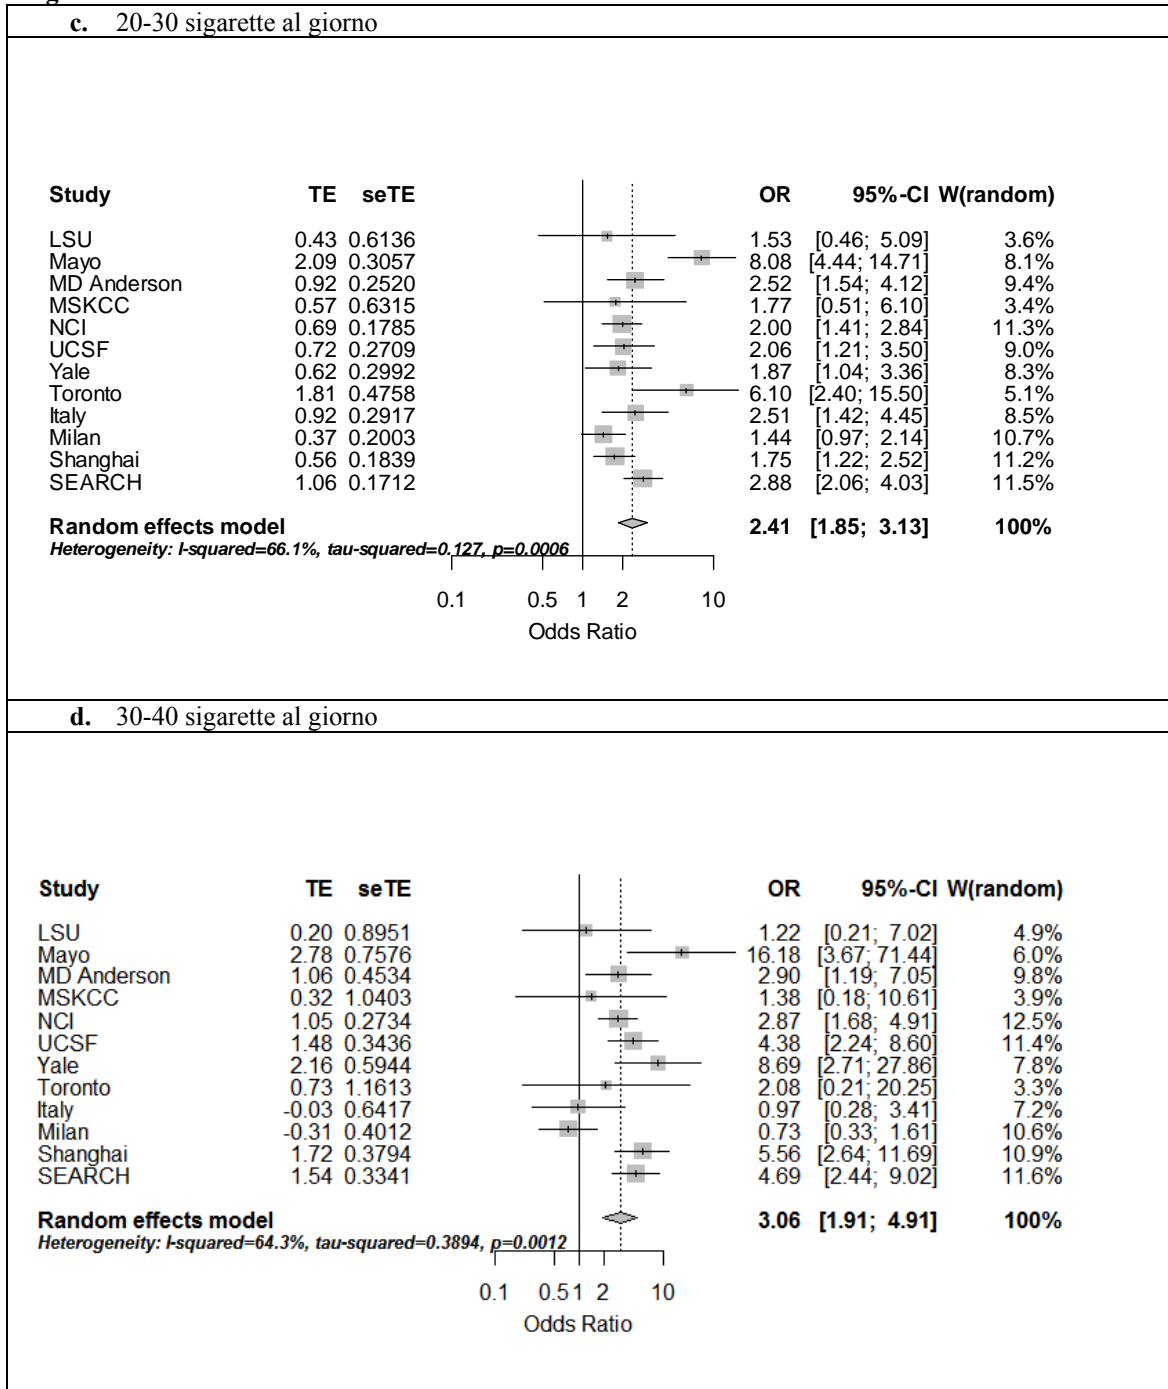 c. 20-30 sigarette al giorno
Study TE seTE OR 95%-CI W(random)
LSU 0.43 0.6136 1.53 [0.46; 5.09] 3.6%
Mayo 2.09 0.3057 8.08 [4.44; 14.71] 8.1%
MD Anderson 0.92 0.2520 2.52 [1.54; 4.12] 9.4%
MSKCC 0.57 0.6315 1.77 [0.51; 6.10] 3.4%
NCI 0.69 0.1785 2.00 [1.41; 2.84] 11.3%
UCSF 0.72 0.2709 2.06 [1.21; 3.50] 9.0%
Yale 0.62 0.2992 1.87 [1.04; 3.36] 8.3%
Toronto 1.81 0.4758 6.10 [2.40; 15.50] 5.1%
Italy 0.92 0.2917 2.51 [1.42; 4.45] 8.5%
Milan 0.37 0.2003 1.44 [0.97; 2.14] 10.7%
Shanghai 0.56 0.1839 1.75 [1.22; 2.52] 11.2%
SEARCH 1.06 0.1712 2.88 [2.06; 4.03] 11.5%
Random effects model 2.41 [1.85; 3.13] 100%
Heterogeneity: I-squared=66.1%, tau-squared=0.127, p=0.0006
0.1 0.5 1 2 10
Odds Ratio
d. 30-40 sigarette al giorno
Study TE seTE OR 95%-CI W(random)
LSU 0.20 0.8951 1.22 [0.21; 7.02] 4.9%
Mayo 2.78 0.7576 16.18 [3.67; 71.44] 6.0%
MD Anderson 1.06 0.4534 2.90 [1.19; 7.05] 9.8%
MSKCC 0.32 1.0403 1.38 [0.18; 10.61] 3.9%
NCI 1.05 0.2734 2.87 [1.68; 4.91] 12.5%
UCSF 1.48 0.3436 4.38 [2.24; 8.60] 11.4%
Yale 2.16 0.5944 8.69 [2.71; 27.86] 7.8%
Toronto 0.73 1.1613 2.08 [0.21; 20.25] 3.3%
Italy -0.03 0.6417 0.97 [0.28; 3.41] 7.2%
Milan -0.31 0.4012 0.73 [0.33; 1.61] 10.6%
Shanghai 1.72 0.3794 5.56 [2.64; 11.69] 10.9%
SEARCH 1.54 0.3341 4.69 [2.44; 9.02] 11.6%
Random effects model 3.06 [1.91; 4.91] 100%
Heterogeneity: I-squared=64.3%, tau-squared=0.3894, p=0.0012
0.1 0.5 1 2 10
Odds Ratio